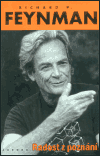 RICHARD P.
FEYNMAN
Radost z poznání